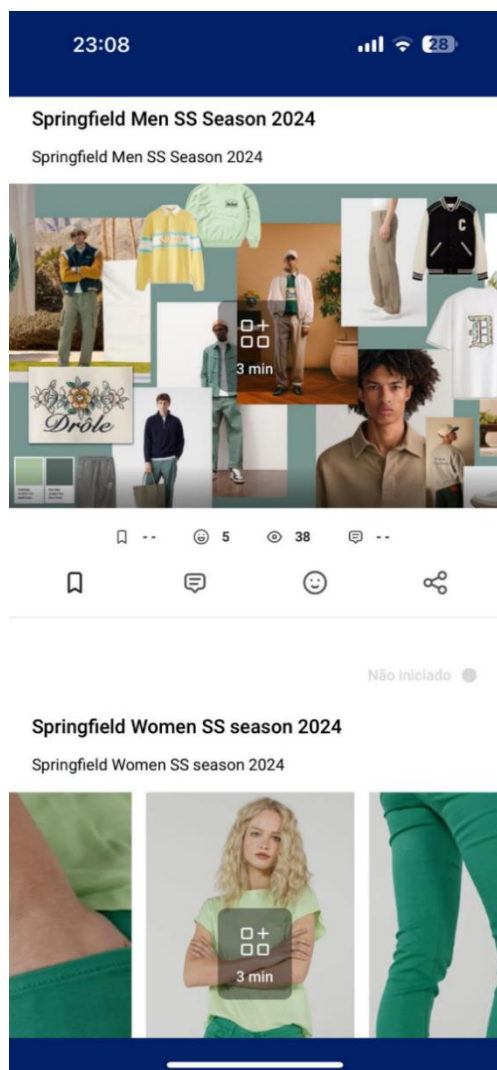 23:08
28
Springfield Men SS Season 2024
Springfield Men SS Season 2024
C
D
3 min
Drôle
-- 5 38 --
Não iniciado
Springfield Women SS season 2024
Springfield Women SS season 2024
3 min